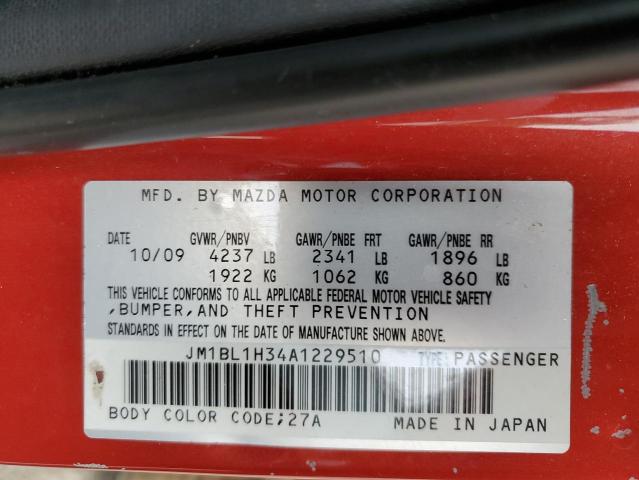 MFD. BY MAZDA MOTOR CORPORATION
DATE GVWR/PNBV GAWR/PNBE FRT GAWR/PNBE RR
10/09 4237 LB 2341 LB 1896 LB
1922 KG 1062 KG 860 KG
THIS VEHICLE CONFORMS TO ALL APPLICABLE FEDERAL MOTOR VEHICLE SAFETY
,BUMPER,AND THEFT PREVENTION
STANDARDS IN EFFECT ON THE DATE OF MANUFACTURE SHOWN ABOVE.
JM1BL1H34A1229510 TYPE: PASSENGER
BODY COLOR CODE;27A MADE IN JAPAN